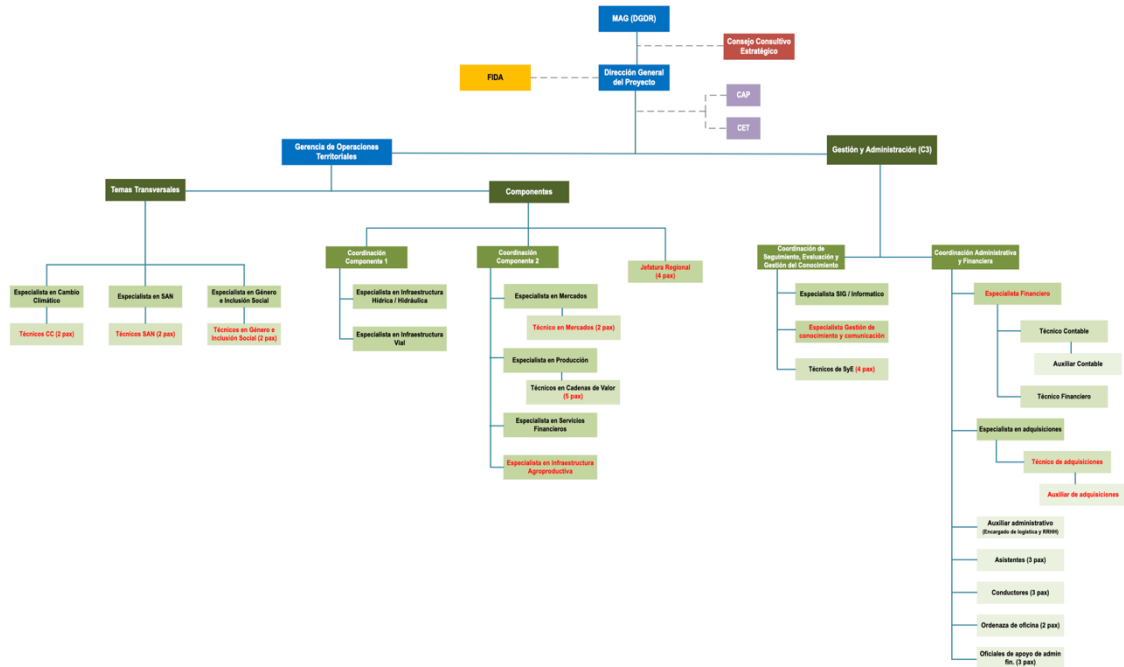 MAG (DGDR)
Consejo Consultivo
Estratégico
FIDA
Dirección General
del Proyecto
CAP
CET
Gerencia de Operaciones
Territoriales
Gestión y Administración (C3)
Temas Transversales
Componentes
Coordinación
Componente 1
Coordinación
Componente 2
Jefatura Regional
(4 pax)
Coordinación de
Seguimiento, Evaluación y
Gestión del Conocimiento
Coordinación Administrativa
y Financiera
Especialista en Cambio
Climático
Especialista en SAN
Especialista en Género
e Inclusión Social
Técnicos CC (2 pax)
Técnicos SAN (2 pax)
Técnicos en Género e
Inclusión Social (2 pax)
Especialista en Infraestructura
Hídrica / Hidráulica
Especialista en Infraestructura
Vial
Especialista en Mercados
Técnico en Mercados (2 pax)
Especialista en Producción
Técnicos en Cadenas de Valor
(5 pax)
Especialista en Servicios
Financieros
Especialista en Infraestructura
Agroproductiva
Especialista SIG / Informatico
Especialista Gestión de
conocimiento y comunicación
Técnicos de SyE (4 pax)
Especialista Financiero
Técnico Contable
Auxiliar Contable
Técnico Financiero
Especialista en adquisiciones
Técnico de adquisiciones
Auxiliar de adquisiciones
Auxiliar administrativo
(Encargado de logística y RRHH)
Asistentes (3 pax)
Conductores (3 pax)
Ordenaza de oficina (2 pax)
Oficiales de apoyo de admin
fin. (3 pax)